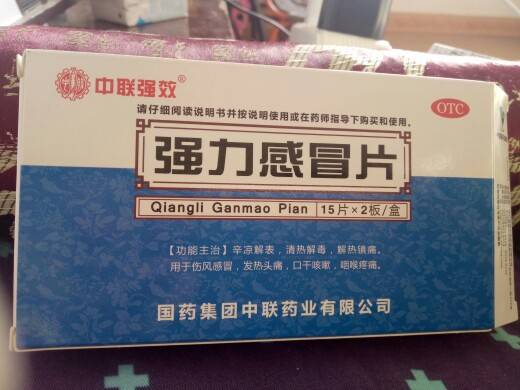 中联强效®
请仔细阅读说明书并按说明使用或在药师指导下购买和使用。
OTC
强力感冒片
Qiangli Ganmao Pian 15片×2板/盒
【功能主治】辛凉解表，清热解毒，解热镇痛。
用于伤风感冒，发热头痛，口干咳嗽，咽喉疼痛。
国药集团中联药业有限公司